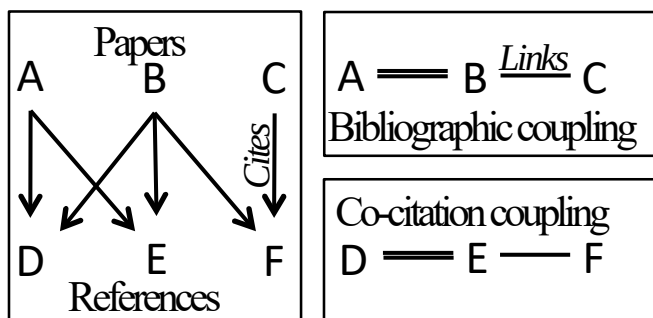 Papers
A B C
Cites
D E F
References
Links
A B C
Bibliographic coupling
Co-citation coupling
D E F